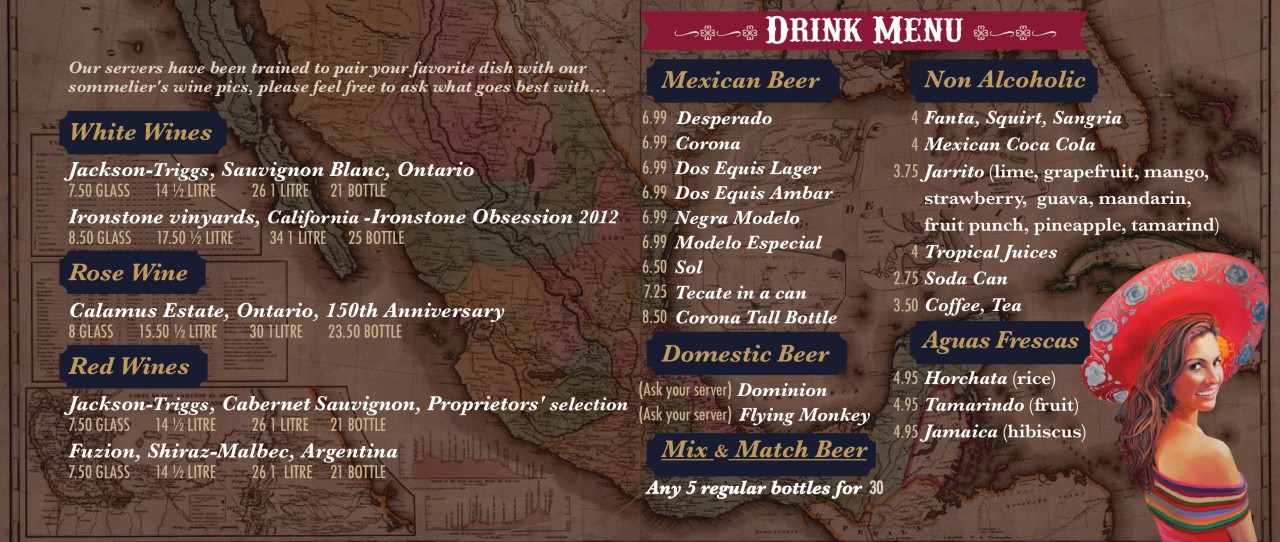 Our servers have been trained to pair your favorite dish with our
sommelier's wine pics, please feel free to ask what goes best with...
White Wines
Jackson-Triggs, Sauvignon Blanc, Ontario
7.50 GLASS 14 ½ LITRE 26 1 LITRE 21 BOTTLE
Ironstone vinyards, California -Ironstone Obsession 2012
8.50 GLASS 17.50 ½ LITRE 34 1 LITRE 25 BOTTLE
Rose Wine
Calamus Estate, Ontario, 150th Anniversary
8 GLASS 15.50 ½ LITRE 30 1LITRE 23.50 BOTTLE
Red Wines
Jackson-Triggs, Cabernet Sauvignon, Proprietors' selection
7.50 GLASS 14 ½ LITRE 26 1 LITRE 21 BOTTLE
Fuzion, Shiraz-Malbec, Argentina
7.50 GLASS 14 ½ LITRE 26 1 LITRE 21 BOTTLE
DRINK MENU
Mexican Beer
6.99 Desperado
6.99 Corona
6.99 Dos Equis Lager
6.99 Dos Equis Ambar
6.99 Negra Modelo
6.99 Modelo Especial
6.50 Sol
7.25 Tecate in a can
8.50 Corona Tall Bottle
Domestic Beer
(Ask your server) Dominion
(Ask your server) Flying Monkey
Mix & Match Beer
Any 5 regular bottles for 30
Non Alcoholic
4 Fanta, Squirt, Sangria
4 Mexican Coca Cola
3.75 Jarrito (lime, grapefruit, mango,
strawberry, guava, mandarin,
fruit punch, pineapple, tamarind)
4 Tropical Juices
2.75 Soda Can
3.50 Coffee, Tea
Aguas Frescas
4.95 Horchata (rice)
4.95 Tamarindo (fruit)
4.95 Jamaica (hibiscus)